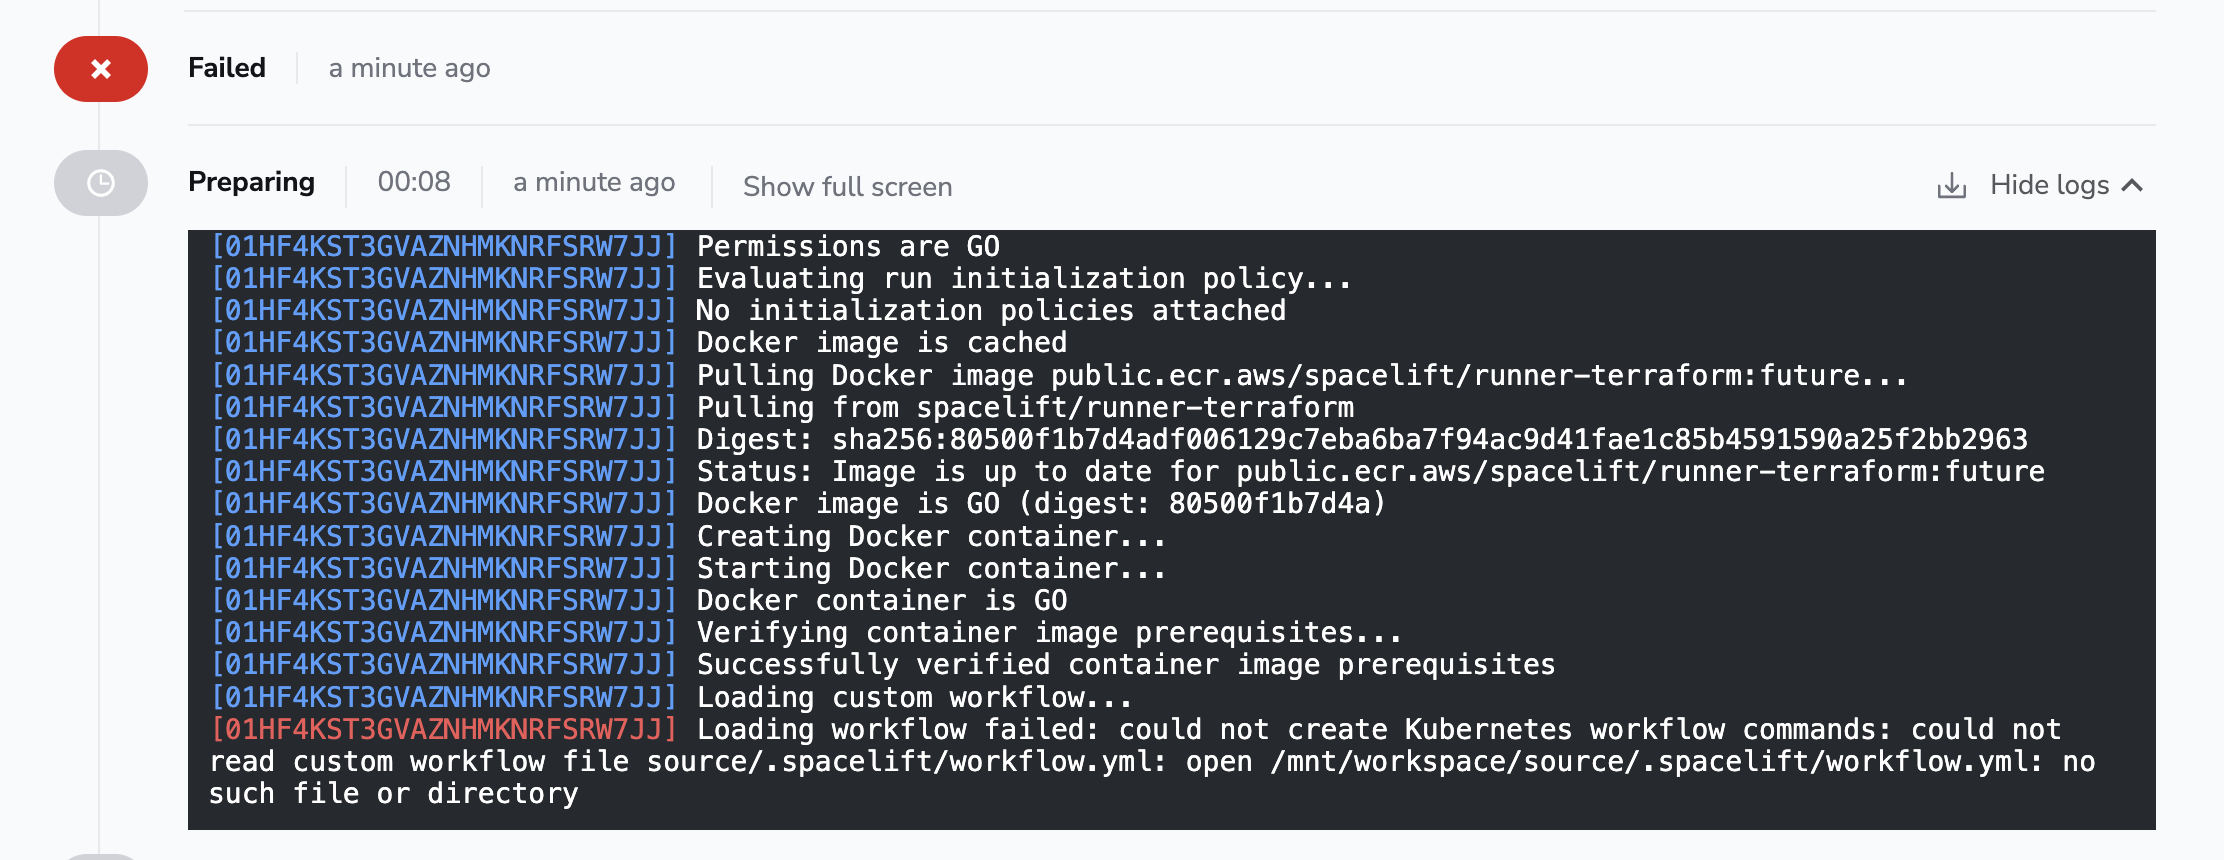 Failed a minute ago
Preparing 00:08 a minute ago Show full screen Hide logs
[01HF4KST3GVAZNHMKNRFSRW7JJ] Permissions are GO
[01HF4KST3GVAZNHMKNRFSRW7JJ] Evaluating run initialization policy...
[01HF4KST3GVAZNHMKNRFSRW7JJ] No initialization policies attached
[01HF4KST3GVAZNHMKNRFSRW7JJ] Docker image is cached
[01HF4KST3GVAZNHMKNRFSRW7JJ] Pulling Docker image public.ecr.aws/spacelift/runner-terraform:future...
[01HF4KST3GVAZNHMKNRFSRW7JJ] Pulling from spacelift/runner-terraform
[01HF4KST3GVAZNHMKNRFSRW7JJ] Digest: sha256:80500f1b7d4adf006129c7eba6ba7f94ac9d41fae1c85b4591590a25f2bb2963
[01HF4KST3GVAZNHMKNRFSRW7JJ] Status: Image is up to date for public.ecr.aws/spacelift/runner-terraform:future
[01HF4KST3GVAZNHMKNRFSRW7JJ] Docker image is GO (digest: 80500f1b7d4a)
[01HF4KST3GVAZNHMKNRFSRW7JJ] Creating Docker container...
[01HF4KST3GVAZNHMKNRFSRW7JJ] Starting Docker container...
[01HF4KST3GVAZNHMKNRFSRW7JJ] Docker container is GO
[01HF4KST3GVAZNHMKNRFSRW7JJ] Verifying container image prerequisites...
[01HF4KST3GVAZNHMKNRFSRW7JJ] Successfully verified container image prerequisites
[01HF4KST3GVAZNHMKNRFSRW7JJ] Loading custom workflow...
[01HF4KST3GVAZNHMKNRFSRW7JJ] Loading workflow failed: could not create Kubernetes workflow commands: could not
read custom workflow file source/.spacelift/workflow.yml: open /mnt/workspace/source/.spacelift/workflow.yml: no
such file or directory